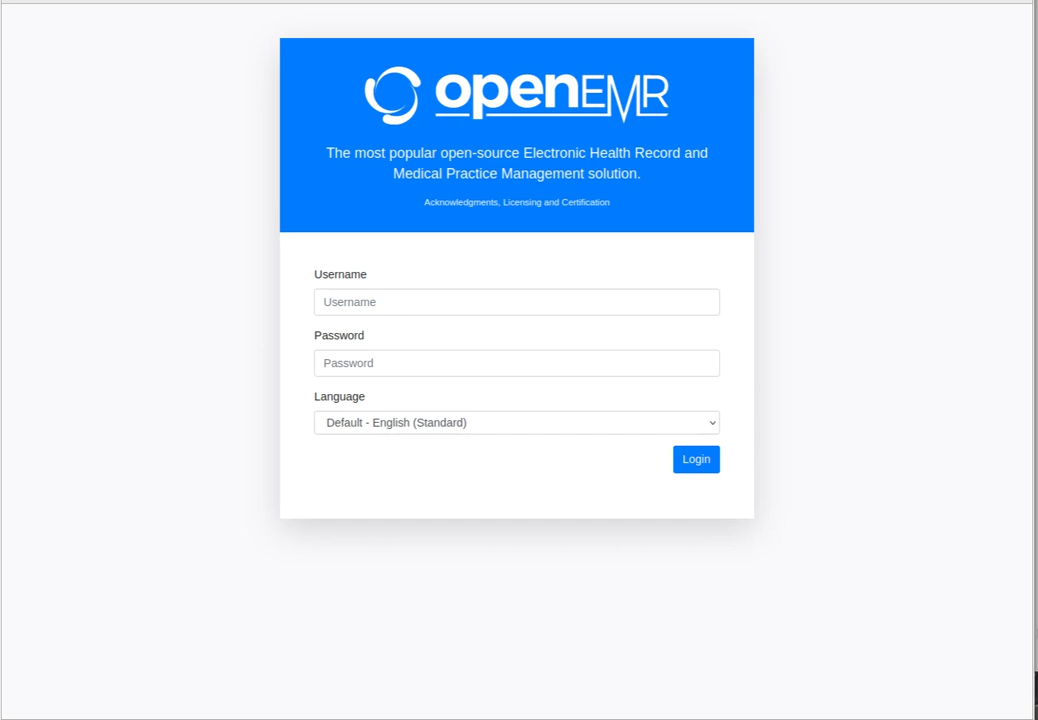 openEMR
The most popular open-source Electronic Health Record and
Medical Practice Management solution.
Acknowledgments, Licensing and Certification
Username
Username
Password
Password
Language
Default - English (Standard)
Login